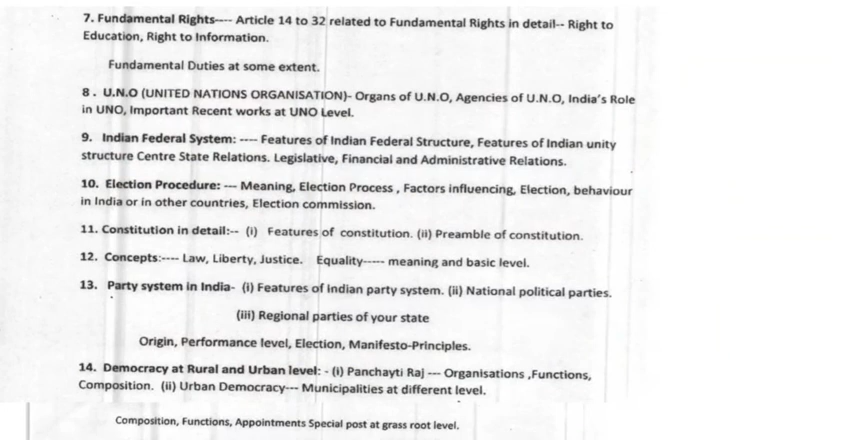 7. Fundamental Rights---- Article 14 to 32 related to Fundamental Rights in detail-- Right to
Education, Right to Information.
Fundamental Duties at some extent.
8 . U.N.O (UNITED NATIONS ORGANISATION)- Organs of U.N.O, Agencies of U.N.O, India's Role
in UNO, Important Recent works at UNO Level.
9. Indian Federal System: ---- Features of Indian Federal Structure, Features of Indian unity
structure Centre State Relations. Legislative, Financial and Administrative Relations.
10. Election Procedure: --- Meaning, Election Process , Factors influencing, Election, behaviour
in India or in other countries, Election commission.
11. Constitution in detail:-- (i) Features of constitution. (ii) Preamble of constitution.
12. Concepts:---- Law, Liberty, Justice. Equality----- meaning and basic level.
13. Party system in India- (i) Features of indian party system. (ii) National political parties.
(iii) Regional parties of your state
Origin, Performance level, Election, Manifesto-Principles.
14. Democracy at Rural and Urban level: - (i) Panchayti Raj --- Organisations ,Functions,
Composition. (ii) Urban Democracy--- Municipalities at different level.
Composition, Functions, Appointments Special post at grass root level.